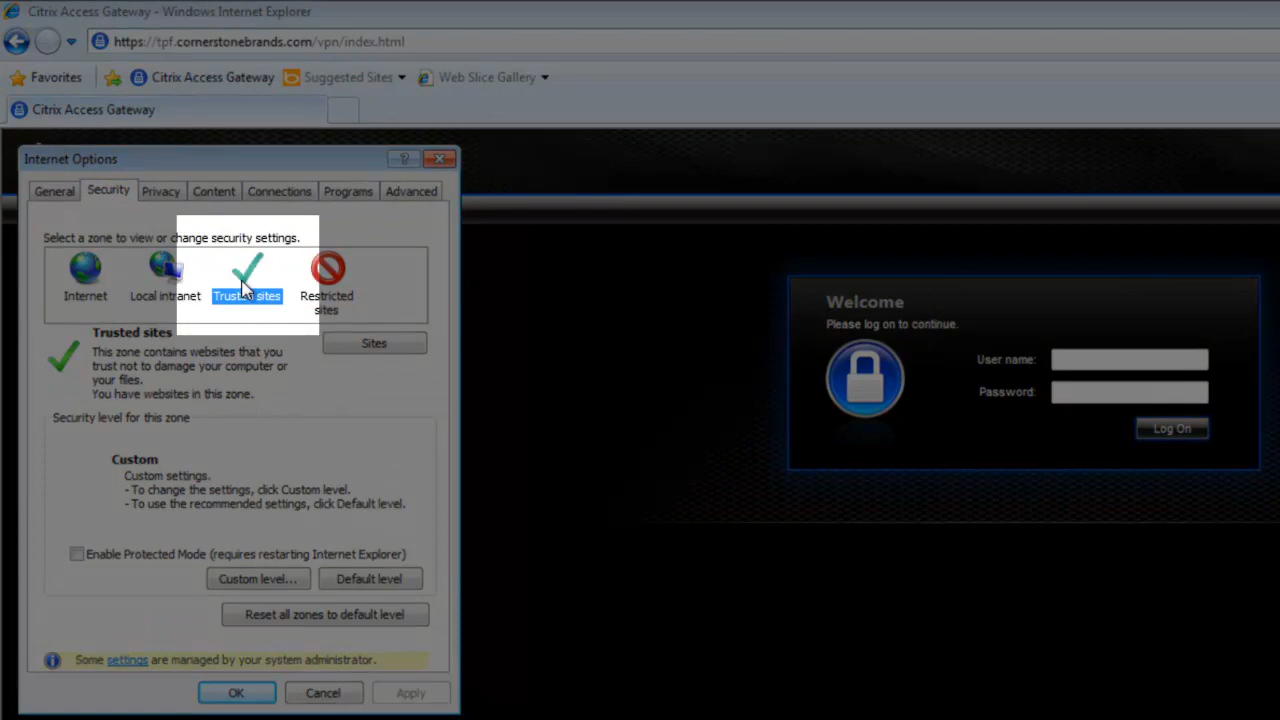 Citrix Access Gateway - Windows Internet Explorer
https://tpf.cornerstonebrands.com/vpn/index.html
Favorites Citrix Access Gateway Suggested Sites Web Slice Gallery
Citrix Access Gateway
Internet Options
General Security Privacy Content Connections Programs Advanced
Select a zone to view or change security settings.
Internet Local intranet Trusted sites Restricted
sites
Trusted sites
Sites
This zone contains websites that you
trust not to damage your computer or
your files.
You have websites in this zone.
Security level for this zone
Custom
Custom settings.
- To change the settings, click Custom level.
- To use the recommended settings, click Default level.
Enable Protected Mode (requires restarting Internet Explorer)
Custom level... Default level
Reset all zones to default level
Some settings are managed by your system administrator.
OK Cancel Apply
Welcome
Please log on to continue.
User name:
Password:
Log On